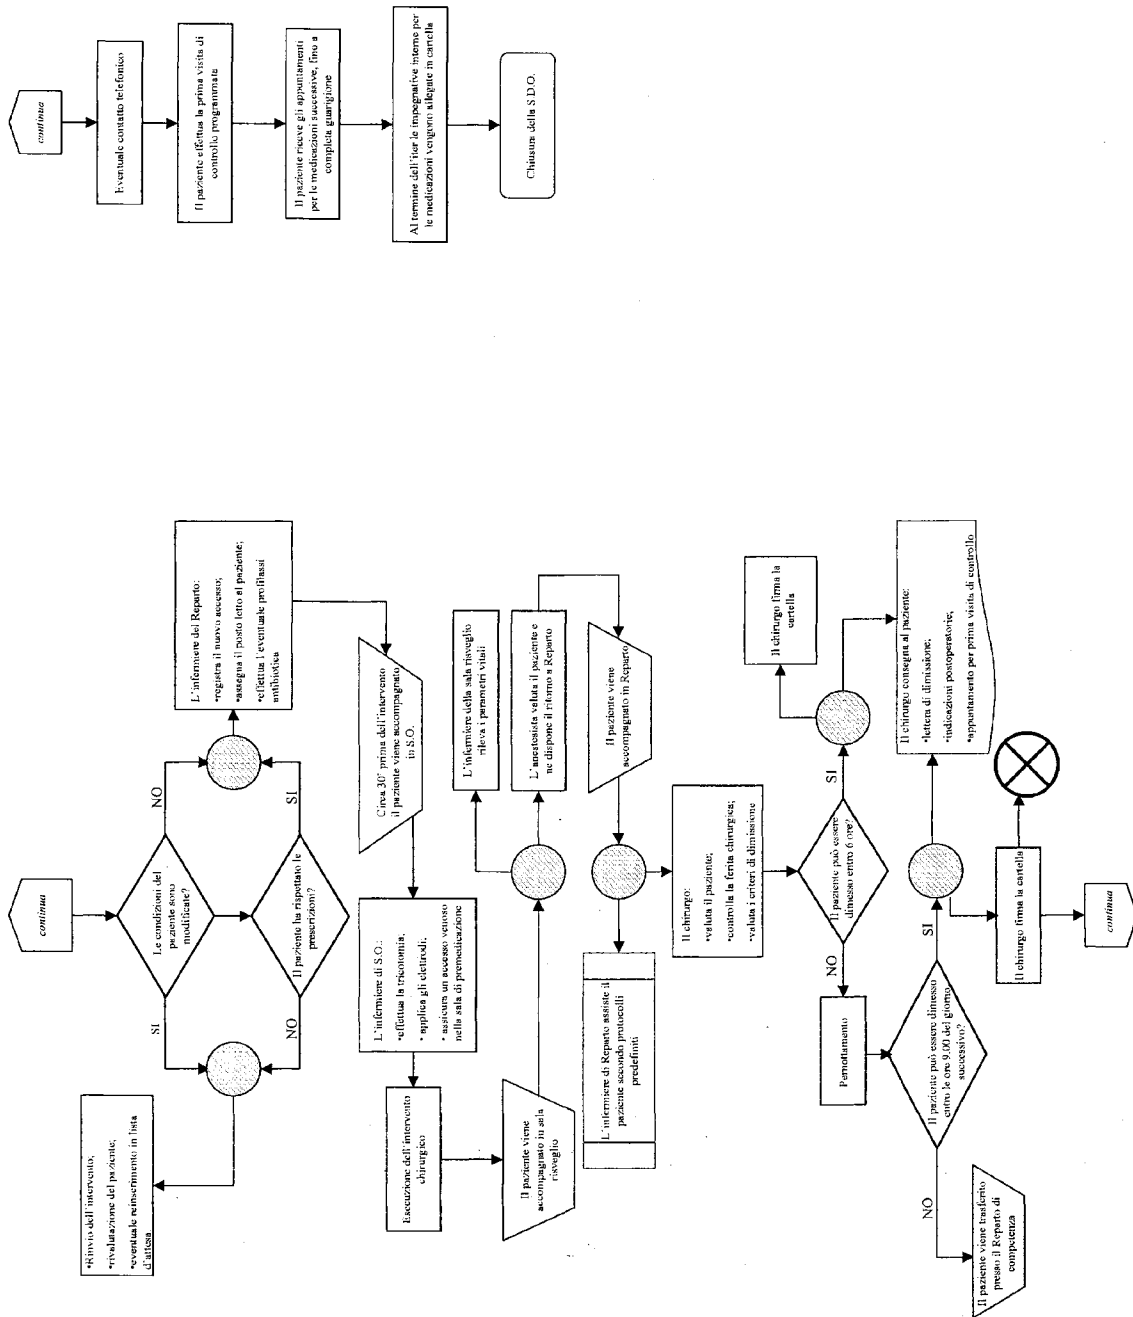 continua
Le condizioni del
paziente sono
modificate?
SI
NO
Il paziente ha rispettato le
prescrizioni?
NO
SI
•Rinvio dell'intervento;
•rivalutazione del paziente;
•eventuale reinserimento in lista
d'attesa
L'infermiere del Reparto:
•registra il nuovo accesso;
•assegna il posto letto al paziente;
•effettua l'eventuale profilassi
antibiotica
Circa 30' prima dell'intervento
il paziente viene accompagnato
in S.O.
L'infermiere di S.O.:
•effettua la tricotomia;
• applica gli elettrodi;
• assicura un accesso venoso
nella sala di premedicazione
Esecuzione dell'intervento
chirurgico
Il paziente viene
accompagnato in sala
risveglio
L'infermiere della sala risveglio
rileva i parametri vitali
L'anestesista valuta il paziente e
ne dispone il ritorno a Reparto
Il paziente viene
accompagnato in Reparto
L'infermiere di Reparto assiste il
paziente secondo protocolli
predefiniti
Il chirurgo:
•valuta il paziente;
•controlla la ferita chirurgica;
•valuta i criteri di dimissione
Il paziente può essere
dimesso entro 6 ore?
NO
SI
Il chirurgo firma la
cartella
Pernottamento
Il paziente può essere dimesso
entro le ore 9.00 del giorno
successivo?
NO
SI
Il chirurgo consegna al paziente:
•lettera di dimissione;
•indicazioni postoperatorie;
•appuntamento per prima visita di controllo
Il paziente viene trasferito
presso il Reparto di
competenza
Il chirurgo firma la cartella
continua
continua
Eventuale contatto telefonico
Il paziente effettua la prima visita di
controllo programmata
Il paziente riceve gli appuntamenti
per le medicazioni successive, fino a
completa guarigione
Al termine dell'iter le impegnative interne per
le medicazioni vengono allegate in cartella
Chiusura della S.D.O.